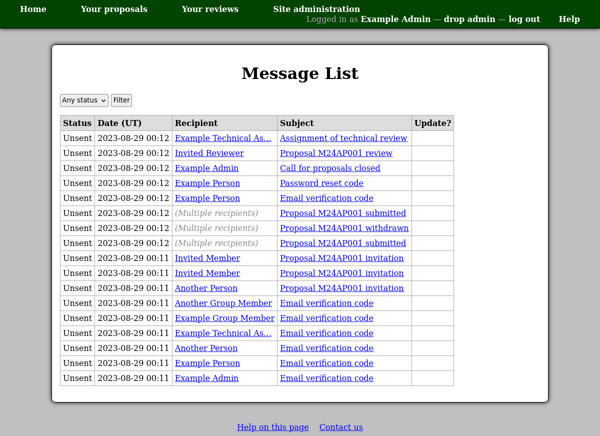 Home Your proposals Your reviews Site administration
Logged in as Example Admin — drop admin — log out Help
Message List
Any status Filter
Status Date (UT) Recipient Subject Update?
Unsent 2023-08-29 00:12 Example Technical As… Assignment of technical review
Unsent 2023-08-29 00:12 Invited Reviewer Proposal M24AP001 review
Unsent 2023-08-29 00:12 Example Admin Call for proposals closed
Unsent 2023-08-29 00:12 Example Person Password reset code
Unsent 2023-08-29 00:12 Example Person Email verification code
Unsent 2023-08-29 00:12 (Multiple recipients) Proposal M24AP001 submitted
Unsent 2023-08-29 00:12 (Multiple recipients) Proposal M24AP001 withdrawn
Unsent 2023-08-29 00:12 (Multiple recipients) Proposal M24AP001 submitted
Unsent 2023-08-29 00:11 Invited Member Proposal M24AP001 invitation
Unsent 2023-08-29 00:11 Invited Member Proposal M24AP001 invitation
Unsent 2023-08-29 00:11 Another Person Proposal M24AP001 invitation
Unsent 2023-08-29 00:11 Another Group Member Email verification code
Unsent 2023-08-29 00:11 Example Group Member Email verification code
Unsent 2023-08-29 00:11 Example Technical As… Email verification code
Unsent 2023-08-29 00:11 Another Person Email verification code
Unsent 2023-08-29 00:11 Example Person Email verification code
Unsent 2023-08-29 00:11 Example Admin Email verification code
Help on this page Contact us